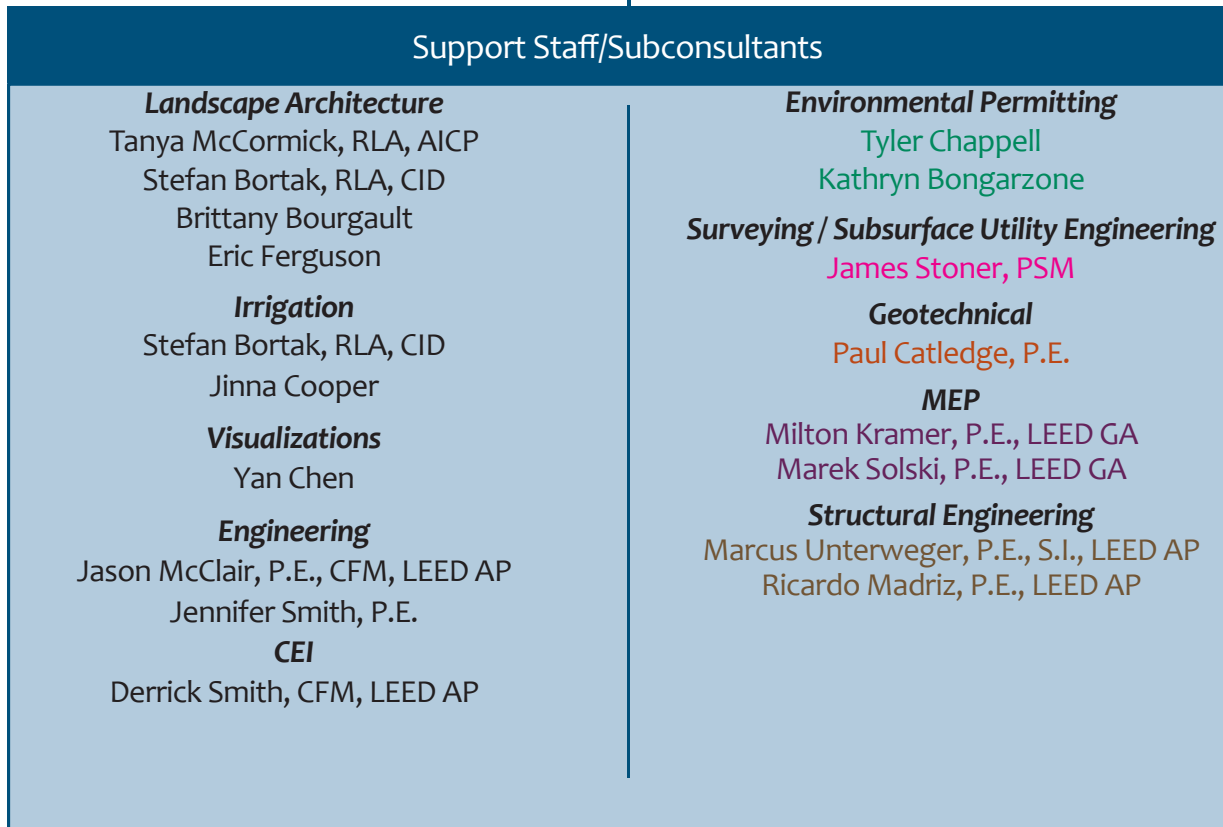 Support Staff/Subconsultants
Landscape Architecture
Tanya McCormick, RLA, AICP
Stefan Bortak, RLA, CID
Brittany Bourgault
Eric Ferguson
Irrigation
Stefan Bortak, RLA, CID
Jinna Cooper
Visualizations
Yan Chen
Engineering
Jason McClair, P.E., CFM, LEED AP
Jennifer Smith, P.E.
CEI
Derrick Smith, CFM, LEED AP
Environmental Permitting
Tyler Chappell
Kathryn Bongarzone
Surveying / Subsurface Utility Engineering
James Stoner, PSM
Geotechnical
Paul Catledge, P.E.
MEP
Milton Kramer, P.E., LEED GA
Marek Solski, P.E., LEED GA
Structural Engineering
Marcus Unterweger, P.E., S.I., LEED AP
Ricardo Madriz, P.E., LEED AP